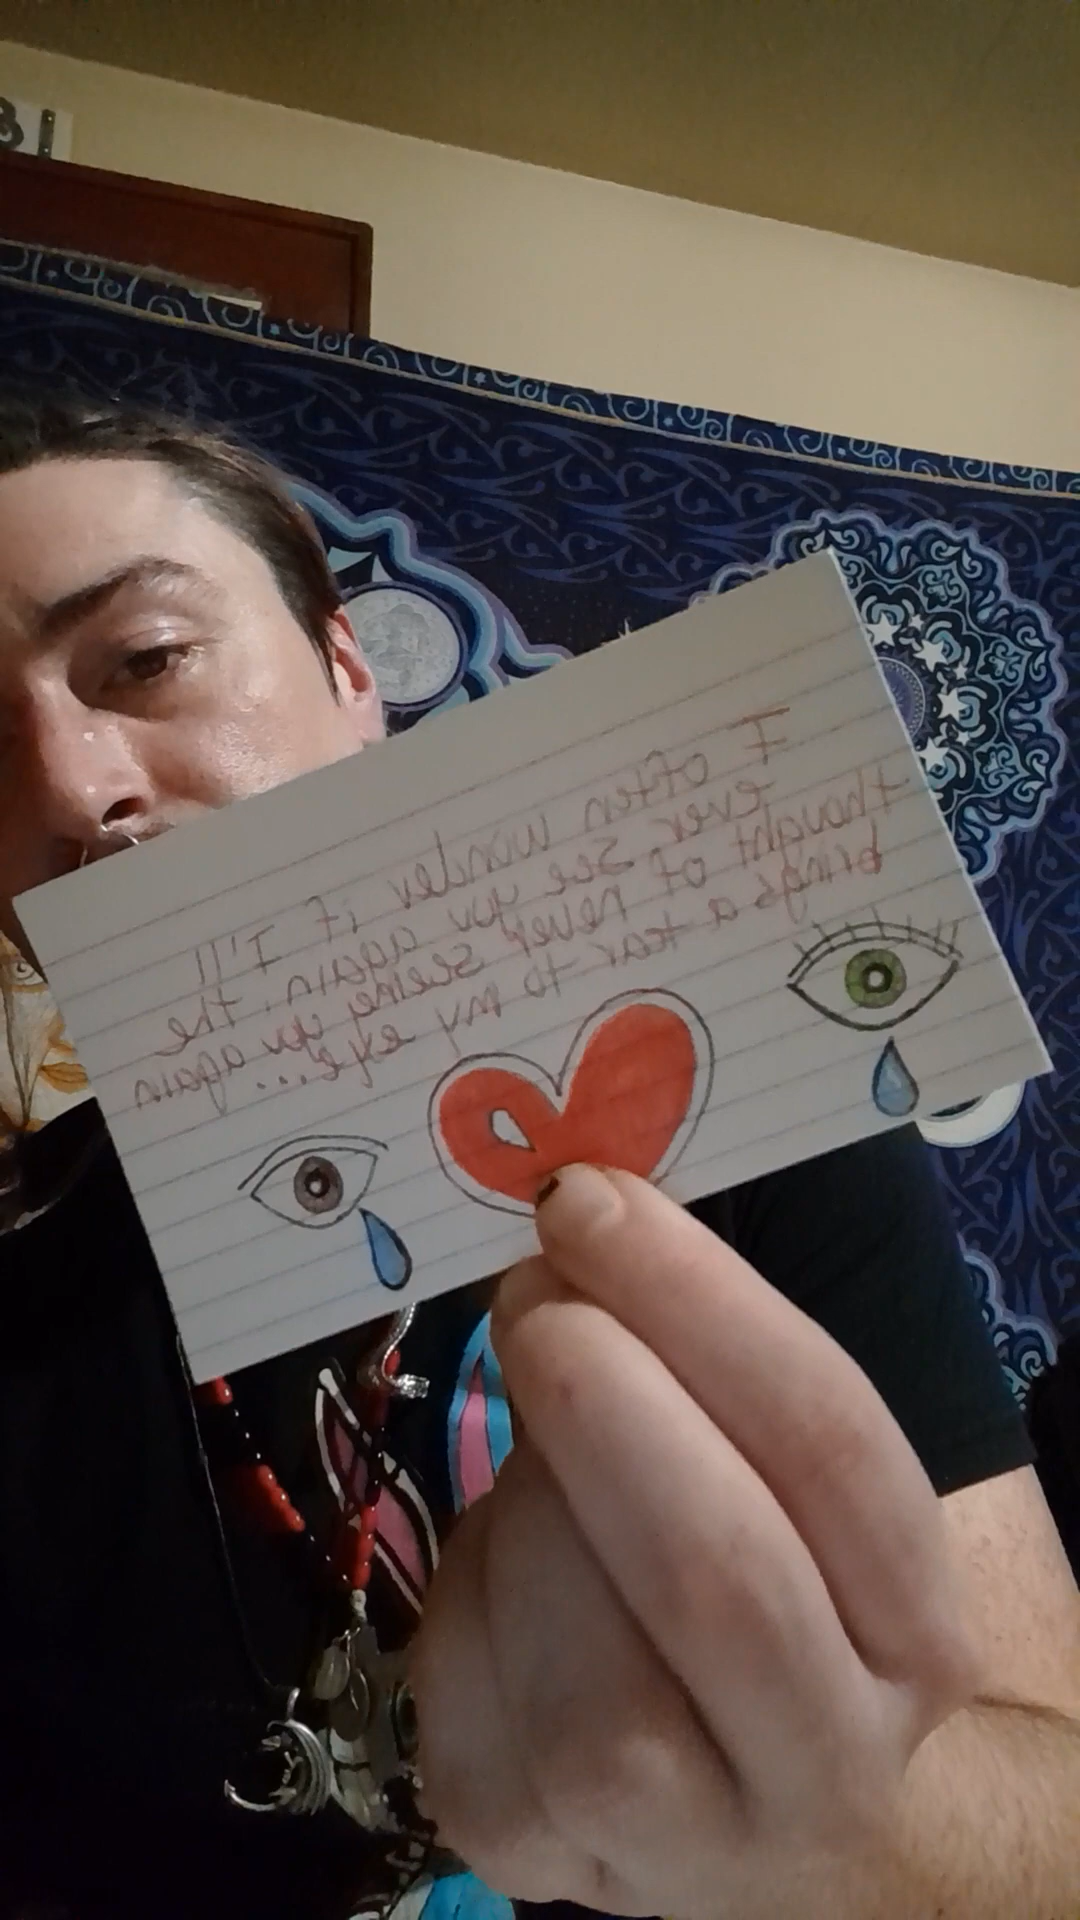 31
I often wonder if I'll
ever see you again, the
thought of never seeing you again
brings a tear to my eye...